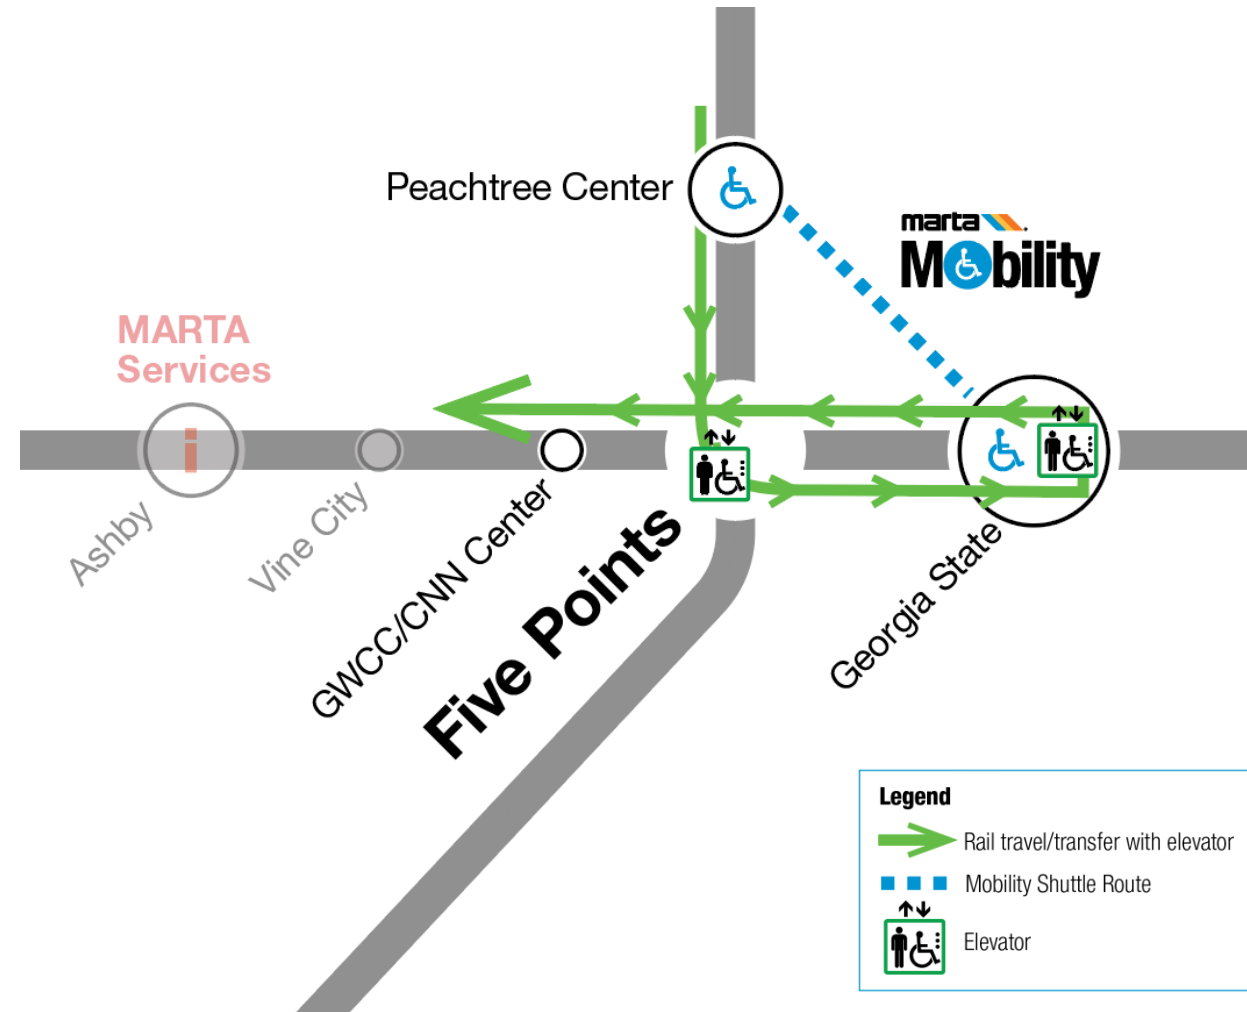 Peachtree Center
marta
Mobility
MARTA
Services
i
Ashby
Vine City
GWCC/CNN Center
Five Points
Georgia State
Legend
Rail travel/transfer with elevator
Mobility Shuttle Route
Elevator